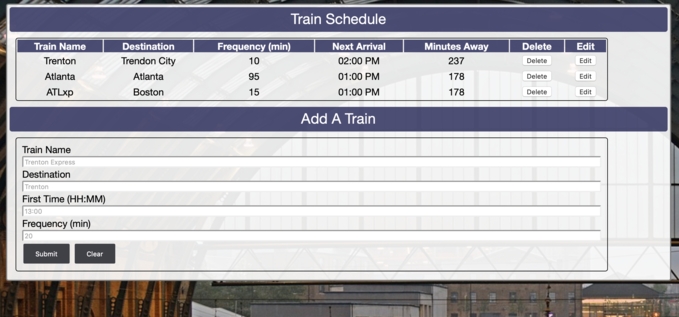 Train Schedule
Train Name Destination Frequency (min) Next Arrival Minutes Away Delete Edit
Trenton Trendon City 10 02:00 PM 237 Delete Edit
Atlanta Atlanta 95 01:00 PM 178 Delete Edit
ATLxp Boston 15 01:00 PM 178 Delete Edit
Add A Train
Train Name
Trenton Express
Destination
Trenton
First Time (HH:MM)
13:00
Frequency (min)
20
Submit Clear